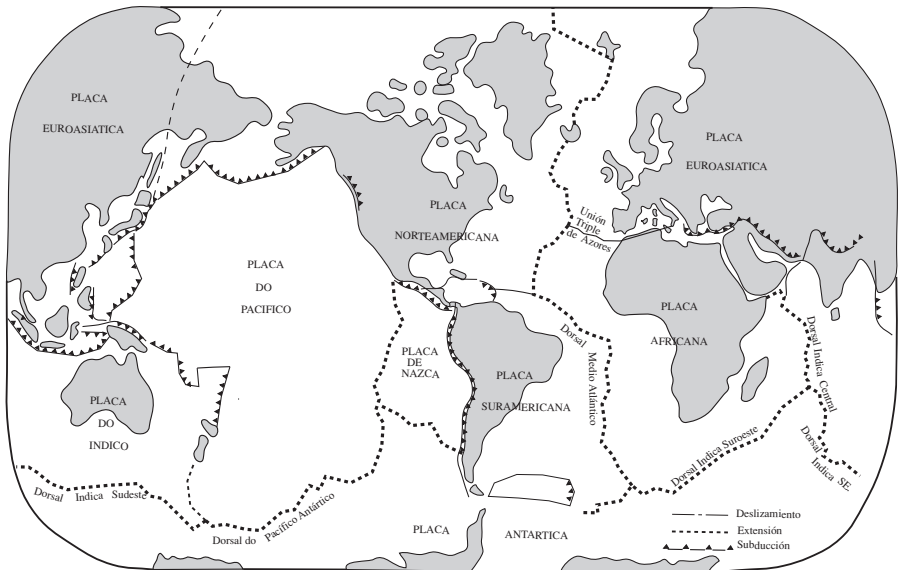 PLACA
EUROASIATICA
PLACA
EUROASIATICA
PLACA
NORTEAMERICANA
Unión
Triple
de Azores
PLACA
DO
PACIFICO
PLACA
AFRICANA
PLACA
DE
NAZCA
PLACA
SURAMERICANA
Dorsal
Medio Atlántico
Dorsal Indica Central
PLACA
DO
INDICO
Dorsal Indica Suroeste
Dorsal
Indica SE.
Dorsal Indica Sudeste
Dorsal do Pacífico Antártico
PLACA ANTARTICA
Deslizamiento
Extensión
Subducción